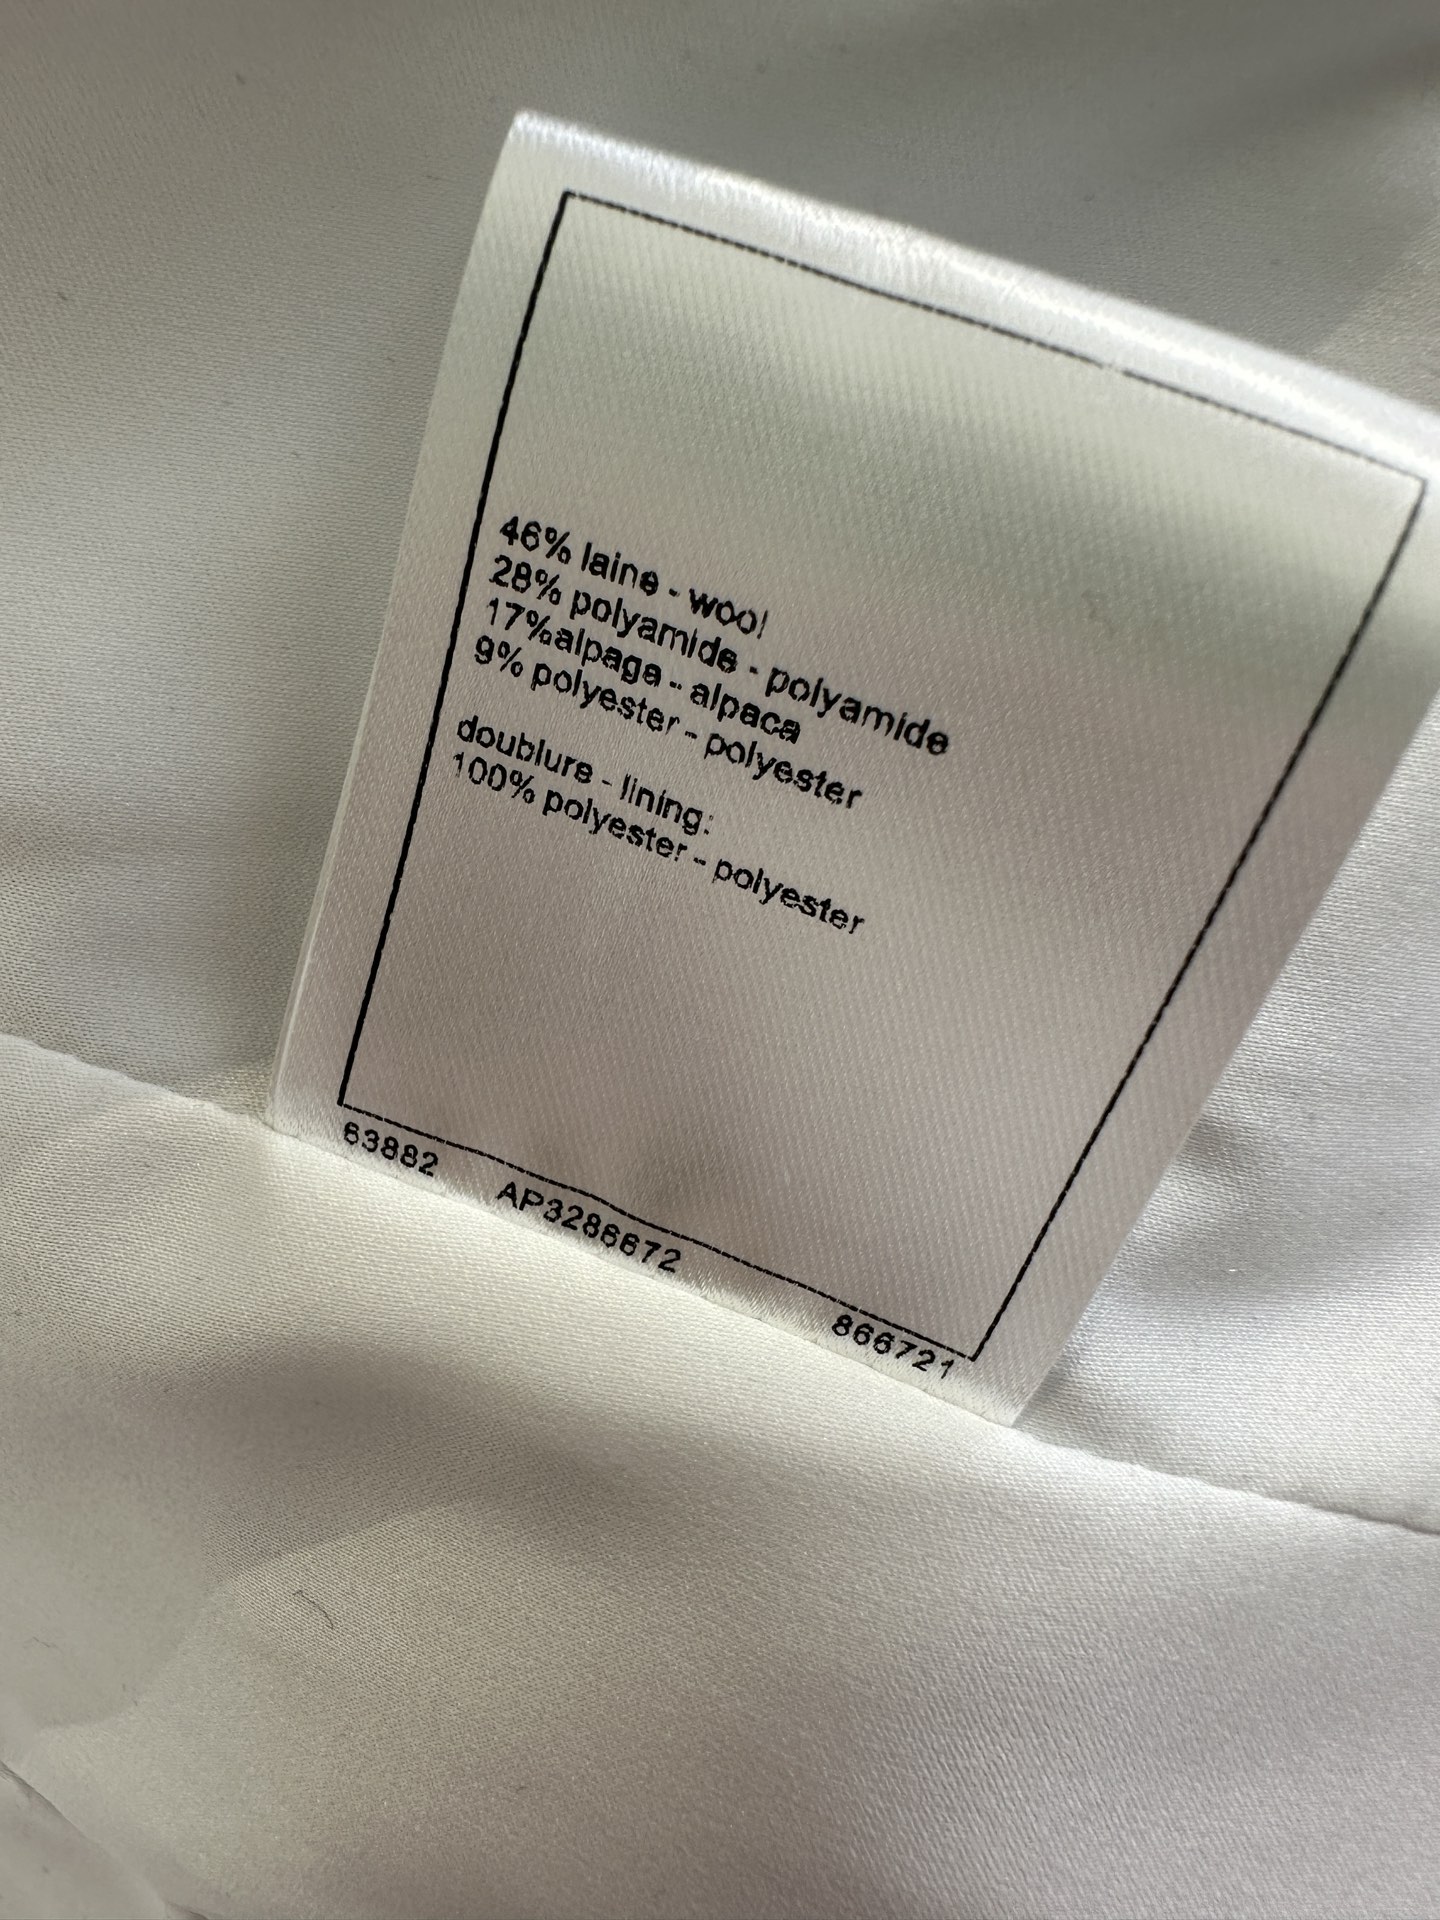 46% laine - wool
28% polyamide - polyamide
17%alpaga - alpaca
9% polyester - polyester
doublure - lining:
100% polyester - polyester
63882 AP3286672 866721